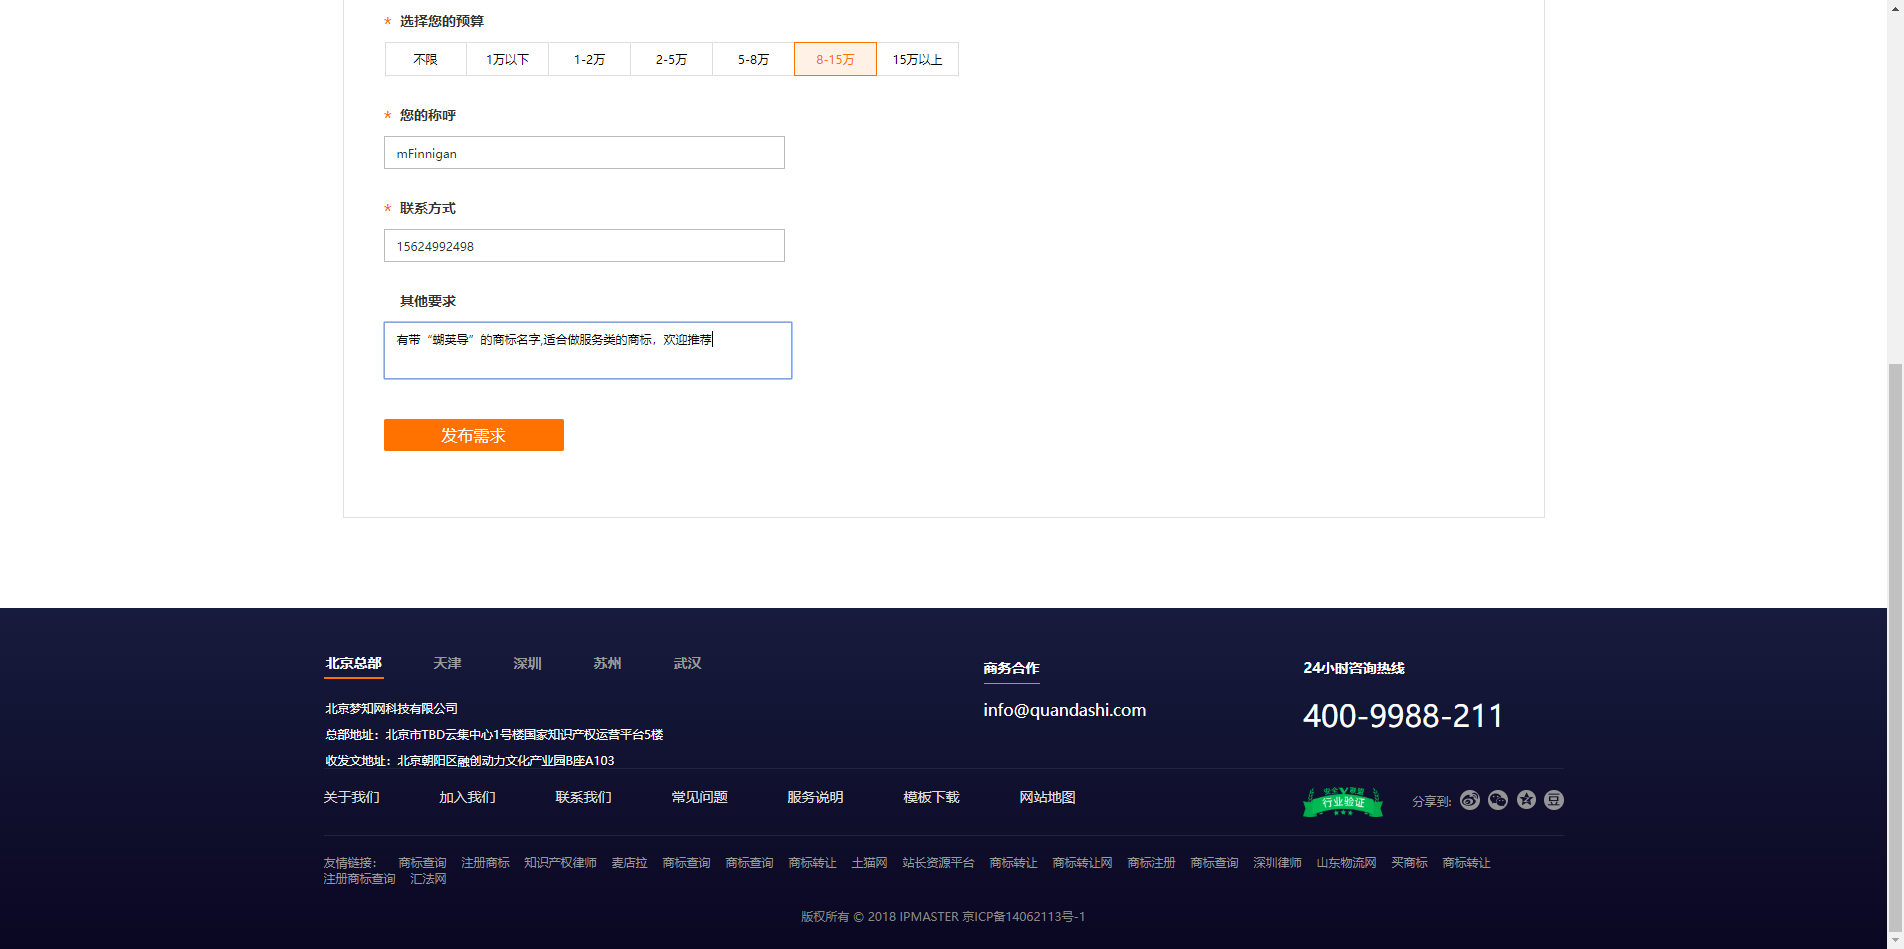 * 选择您的预算
不限 1万以下 1-2万 2-5万 5-8万 8-15万 15万以上
* 您的称呼
mFinnigan
* 联系方式
15624992498
其他要求
有带“蝴英导”的商标名字,适合做服务类的商标，欢迎推荐
发布需求
北京总部 天津 深圳 苏州 武汉
北京梦知网科技有限公司
总部地址：北京市TBD云集中心1号楼国家知识产权运营平台5楼
收发文地址：北京朝阳区融创动力文化产业园B座A103
商务合作
info@quandashi.com
24小时咨询热线
400-9988-211
关于我们 加入我们 联系我们 常见问题 服务说明 模板下载 网站地图
安全联盟
行业验证
分享到:
豆
友情链接： 商标查询 注册商标 知识产权律师 麦店拉 商标查询 商标查询 商标转让 土猫网 站长资源平台 商标转让 商标转让网 商标注册 商标查询 深圳律师 山东物流网 买商标 商标转让
注册商标查询 汇法网
版权所有 © 2018 IPMASTER 京ICP备14062113号-1